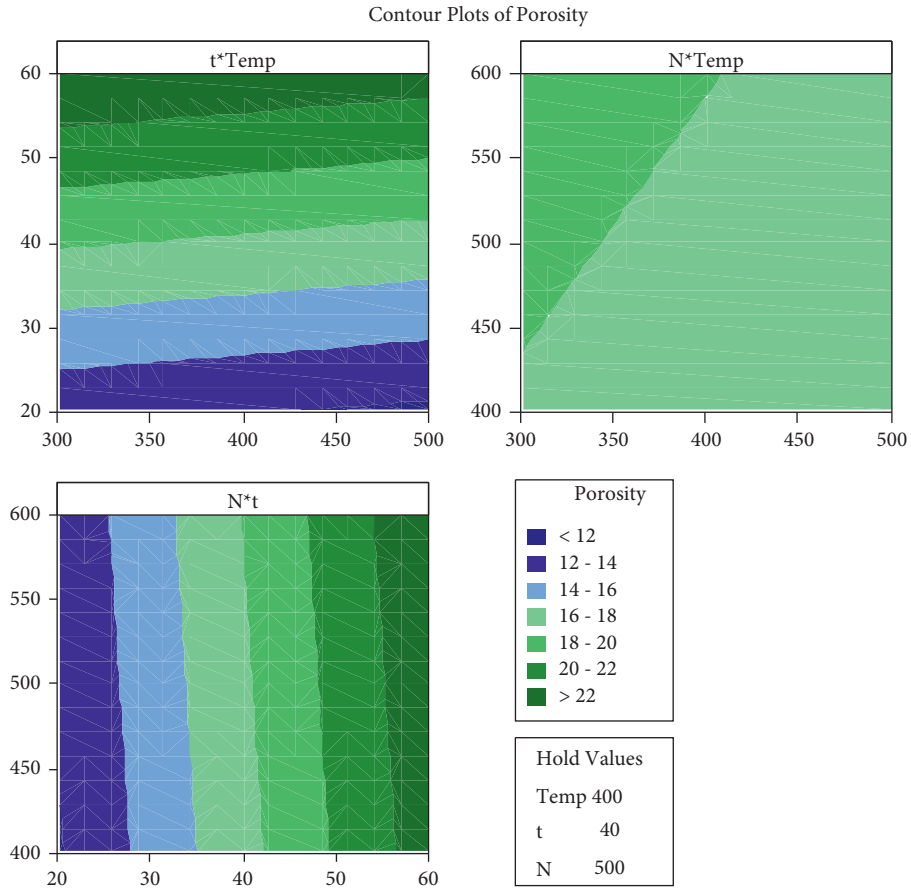 Contour Plots of Porosity
t*Temp
60
50
40
30
20
300 350 400 450 500
N*Temp
600
550
500
450
400
300 350 400 450 500
N*t
600
550
500
450
400
20 30 40 50 60
Porosity
< 12
12 - 14
14 - 16
16 - 18
18 - 20
20 - 22
> 22
Hold Values
Temp 400
t 40
N 500